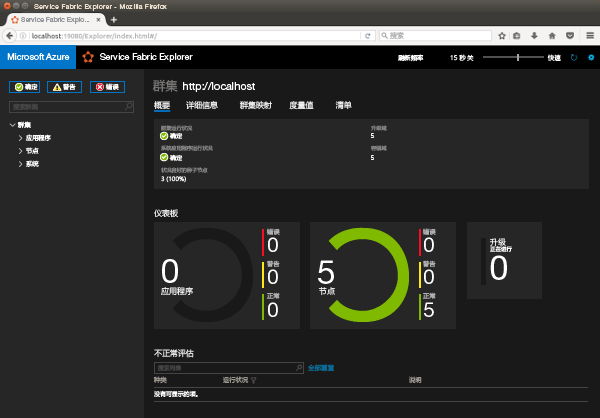 Service Fabric Explorer - Mozilla Firefox
Service Fabric Explo...
localhost:19080/Explorer/index.html#/
搜索
Microsoft Azure
Service Fabric Explorer
刷新频率
15 秒 关
快速
确定
警告
错误
搜索群集
群集
应用程序
节点
系统
群集 http://localhost
概要
详细信息
群集映射
度量值
清单
群集运行状况
确定
升级域
5
系统应用程序运行状况
确定
容错域
5
状况良好的种子节点
3 (100%)
仪表板
0
应用程序
错误
0
警告
0
正常
0
5
节点
错误
0
警告
0
正常
5
升级
正在进行
0
不正常评估
搜索列表
全部重置
种类
运行状况
说明
没有可显示的项。